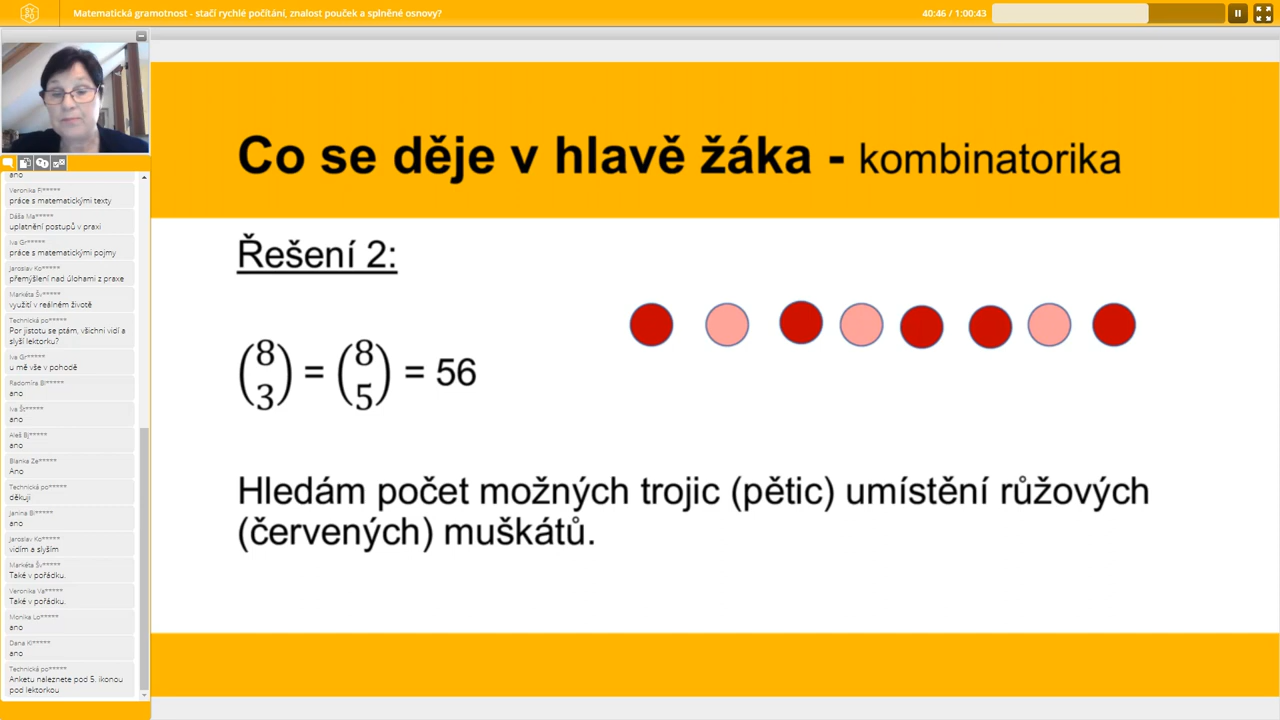 Matematická gramotnost - stačí rychlé počítání, znalost pouček a splněné osnovy?
40:46 / 1:00:43
ano
Veronika Fi*****
práce s matematickými texty
Dáša Ma*****
uplatnění postupů v praxi
Iva Gr*****
práce s matematickými pojmy
Jaroslav Ko*****
přemýšlení nad úlohami z praxe
Markéta Šv*****
využití v reálném životě
Technická po*****
Por jistotu se ptám, všichni vidí a
slyší lektorku?
Iva Gr*****
u mě vše v pohodě
Radomíra Bi*****
ano
Iva Št*****
ano
Aleš Bj*****
ano
Blanka Ze*****
Ano
Technická po*****
děkuji
Janina Bi*****
ano
Jaroslav Ko*****
vidím a slyším
Markéta Šv*****
Také v pořádku.
Veronika Va*****
Také v pořádku.
Monika Lo*****
ano
Dana Kl*****
ano
Technická po*****
Anketu naleznete pod 5. ikonou
pod lektorkou
Co se děje v hlavě žáka - kombinatorika
Řešení 2:
(8 3) = (8 5) = 56
Hledám počet možných trojic (pětic) umístění růžových
(červených) muškátů.